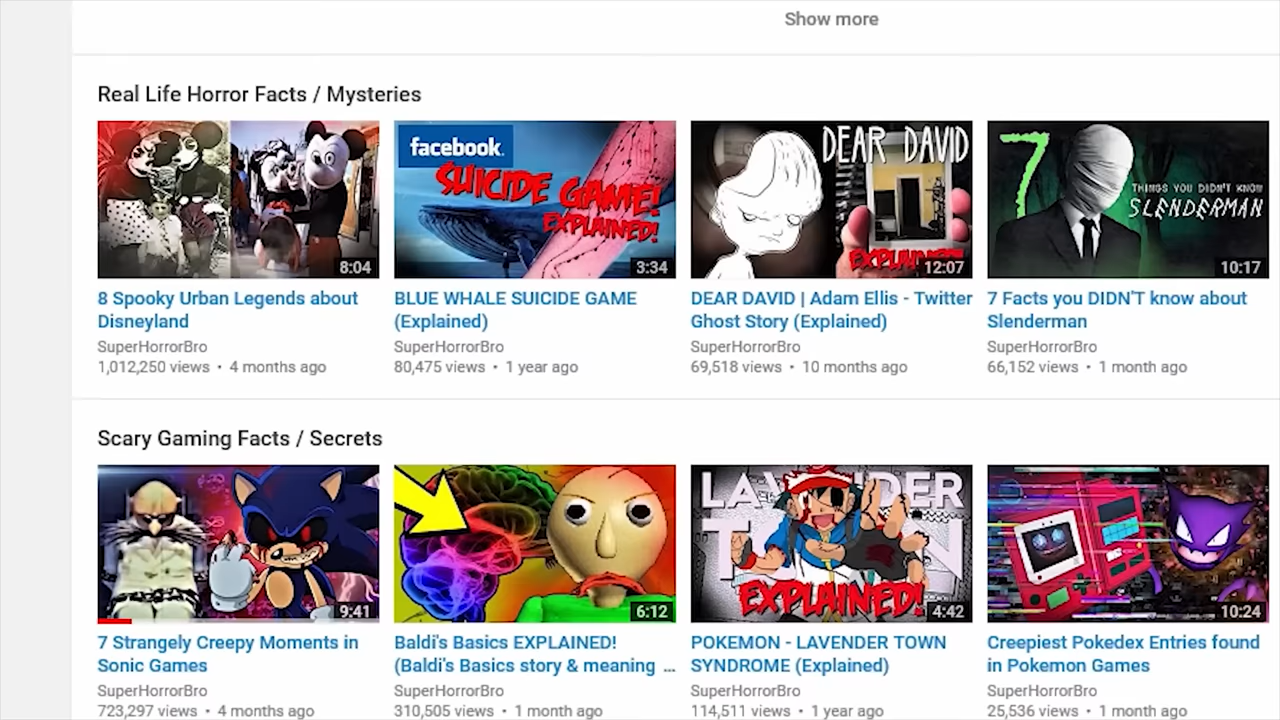 Show more
Real Life Horror Facts / Mysteries
8:04
facebook.
SUICIDE GAME!
EXPLAINED!
3:34
DEAR DAVID
EXPLAINED
12:07
7
THINGS YOU DIDN'T KNOW
SLENDERMAN
10:17
8 Spooky Urban Legends about
Disneyland
SuperHorrorBro
1,012,250 views • 4 months ago
BLUE WHALE SUICIDE GAME
(Explained)
SuperHorrorBro
80,475 views • 1 year ago
DEAR DAVID | Adam Ellis - Twitter
Ghost Story (Explained)
SuperHorrorBro
69,518 views • 10 months ago
7 Facts you DIDN'T know about
Slenderman
SuperHorrorBro
66,152 views • 1 month ago
Scary Gaming Facts / Secrets
9:41
6:12
LAVENDER
TOWN
EXPLAINED!
4:42
10:24
7 Strangely Creepy Moments in
Sonic Games
SuperHorrorBro
723,297 views • 4 months ago
Baldi's Basics EXPLAINED!
(Baldi's Basics story & meaning ...
SuperHorrorBro
310,505 views • 1 month ago
POKEMON - LAVENDER TOWN
SYNDROME (Explained)
SuperHorrorBro
114,511 views • 1 year ago
Creepiest Pokedex Entries found
in Pokemon Games
SuperHorrorBro
25,536 views • 1 month ago